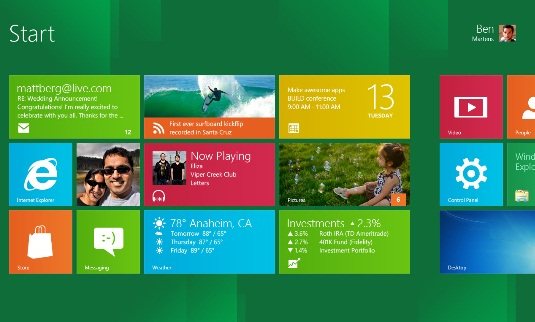 Start
Ben
Martens
mattberg@live.com
RE: Wedding Announcement!
Congratulations! I'm really excited to
celebrate with you all. Thanks for the ...
12
First ever surfboard kickflip
recorded in Santa Cruz
Make awesome apps
BUILD conference
9:00 AM - 11:00 AM
13
TUESDAY
Video
People
Internet Explorer
Now Playing
Eliza
Viper Creek Club
Letters
Pictures
6
Control Panel
Wind
Explo
Store
:-)
Messaging
78° Anaheim, CA
Tomorrow 88° / 65°
Thursday 87° / 65°
Friday 89° / 65°
Weather
Investments ▲ 2.3%
▲ 3.6% Roth IRA (TD Ameritrade)
▲ 2.7% 401K Fund (Fidelity)
▼ 1.4% Investment Portfolio
Desktop